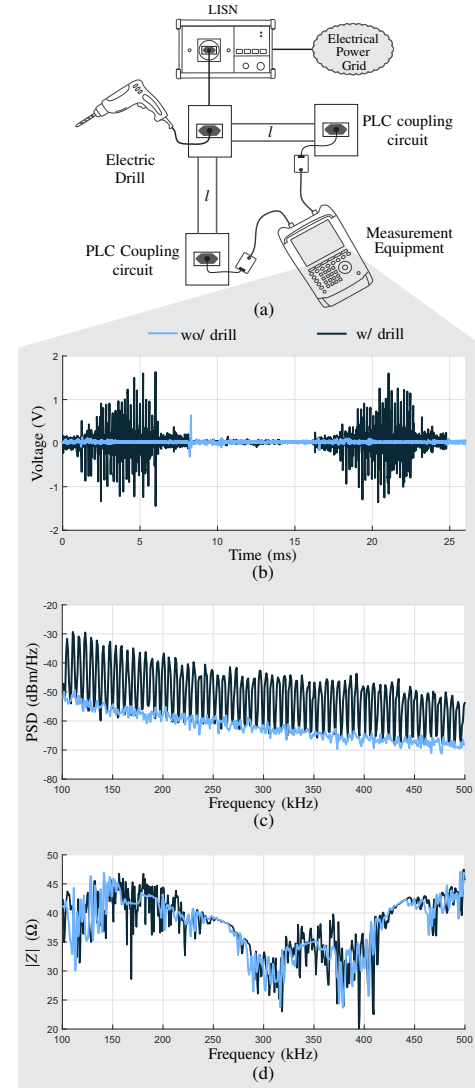 LISN
Electrical
Power
Grid
l
PLC coupling
circuit
Electric
Drill
l
PLC Coupling
circuit
Measurement
Equipment
(a)
wo/ drill
w/ drill
2
1
0
-1
-2
Voltage (V)
0 5 10 15 20 25
Time (ms)
(b)
-20
-30
-40
-50
-60
-70
-80
PSD (dBm/Hz)
100 150 200 250 300 350 400 450 500
Frequency (kHz)
(c)
50
45
40
35
30
25
20
|Z| (Ω)
100 150 200 250 300 350 400 450 500
Frequency (kHz)
(d)